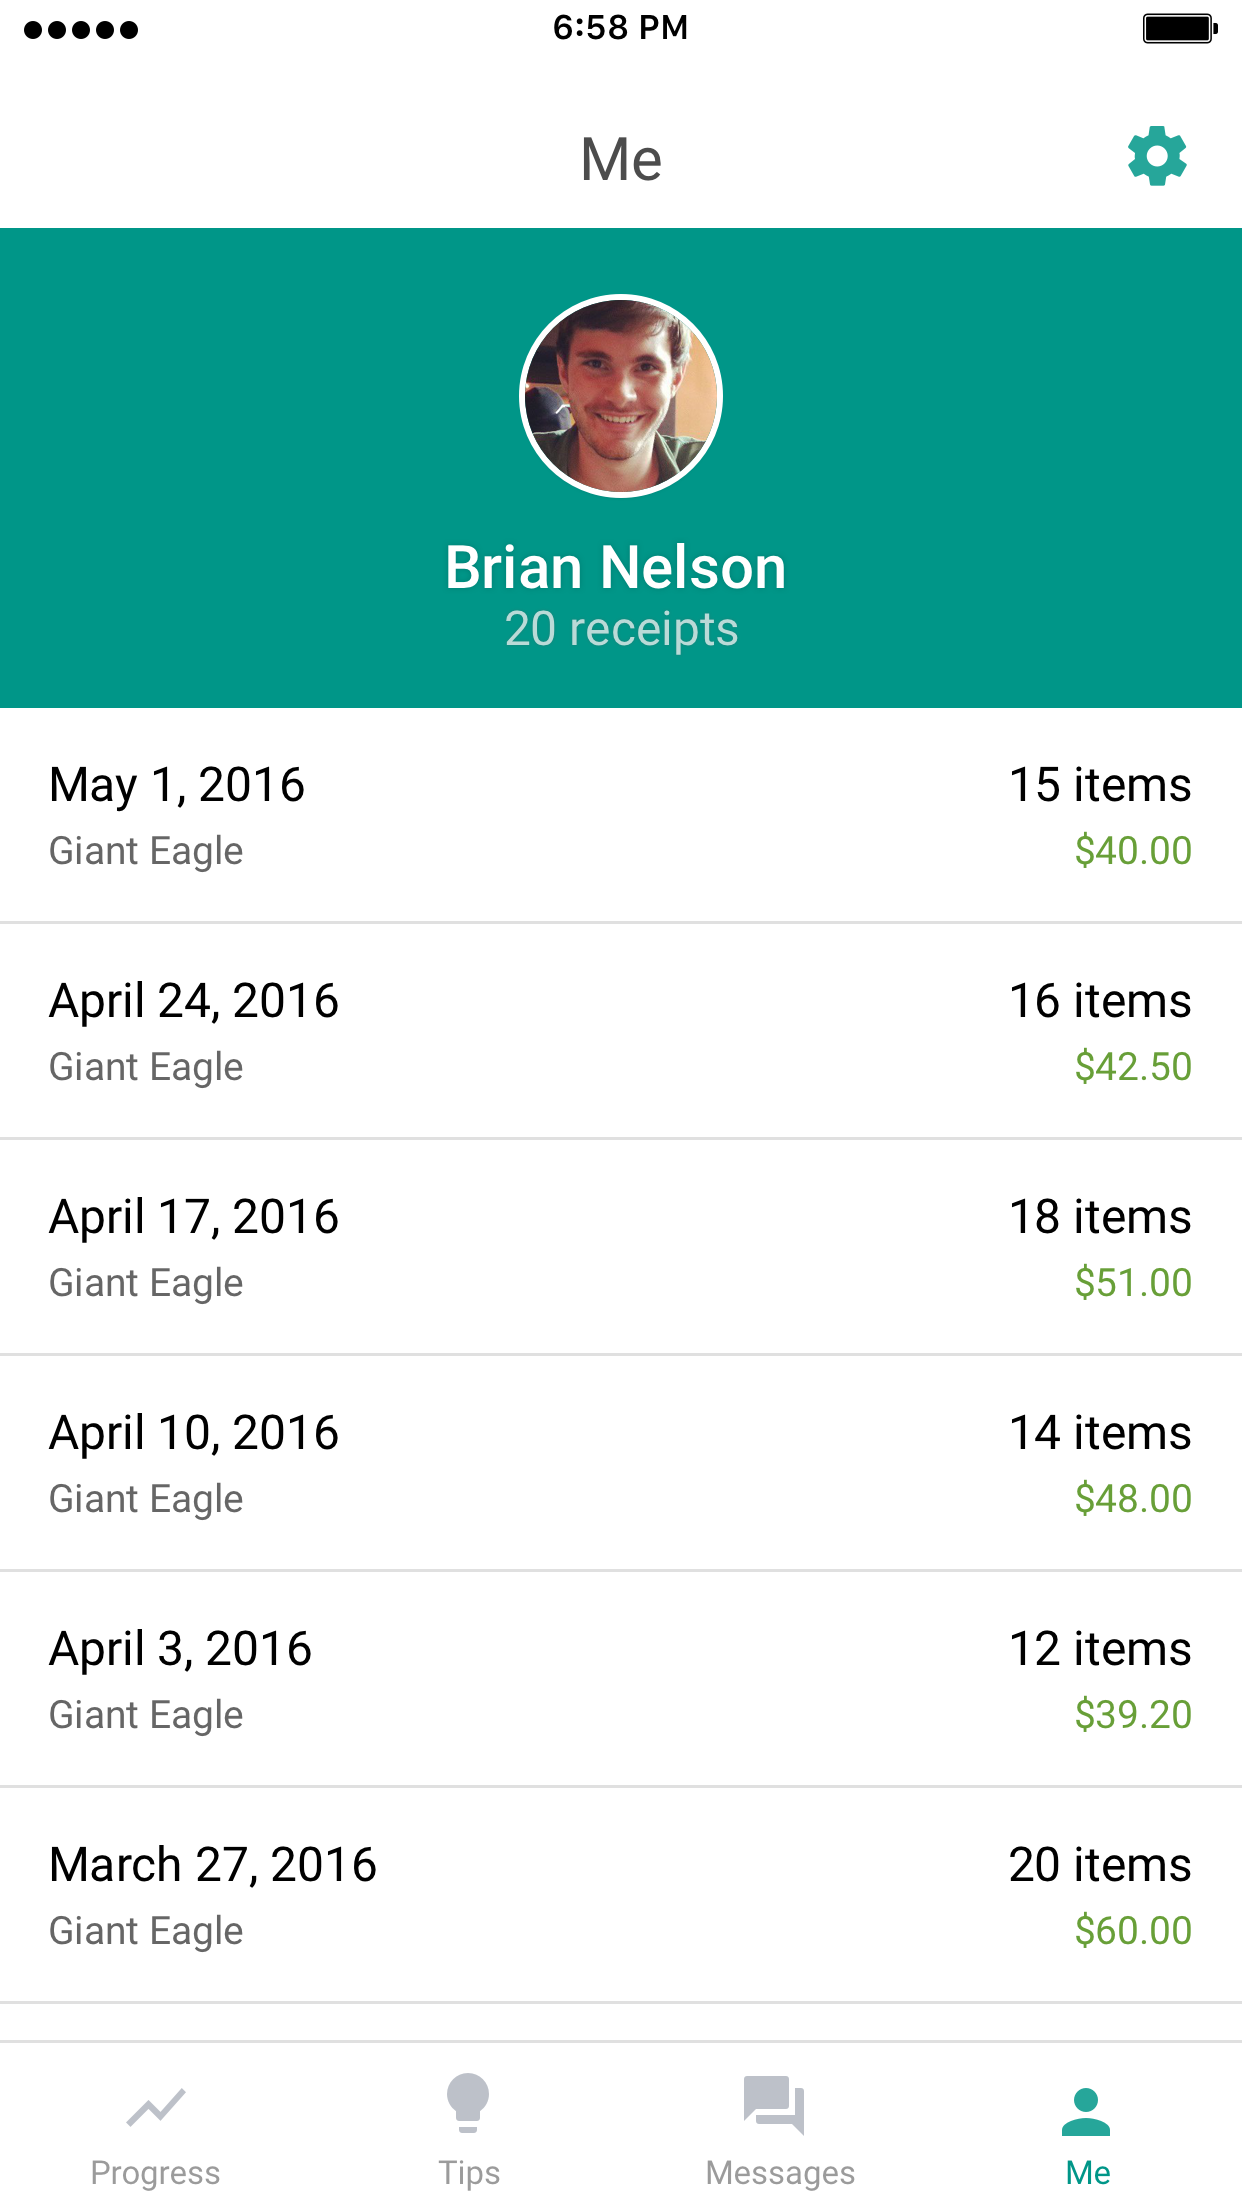 6:58 PM
Me
Brian Nelson
20 receipts
May 1, 2016 15 items
Giant Eagle $40.00
April 24, 2016 16 items
Giant Eagle $42.50
April 17, 2016 18 items
Giant Eagle $51.00
April 10, 2016 14 items
Giant Eagle $48.00
April 3, 2016 12 items
Giant Eagle $39.20
March 27, 2016 20 items
Giant Eagle $60.00
Progress Tips Messages Me